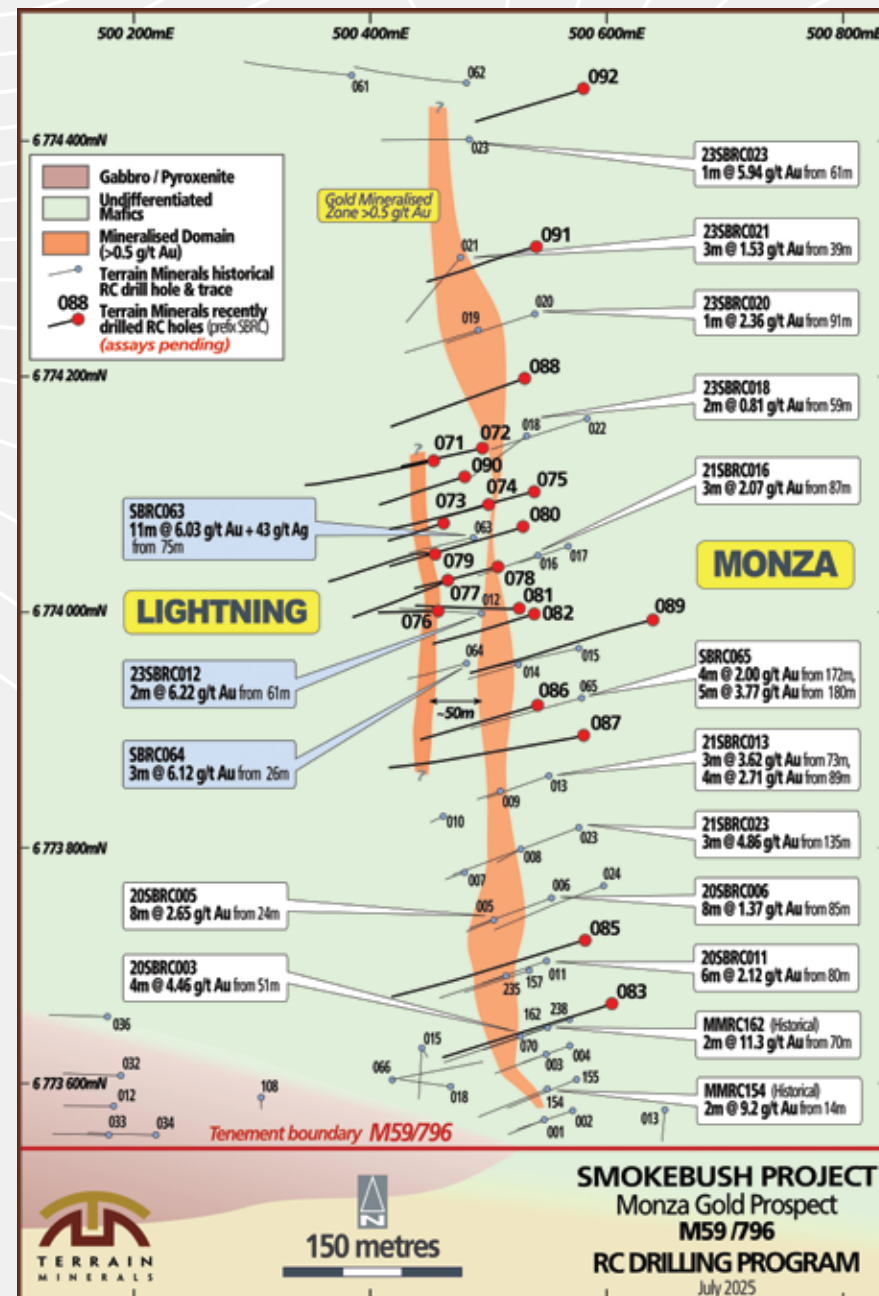 500 200mE 500 400mE 500 600mE 500 800mE
6 774 400mN
6 774 200mN
6 774 000mN
6 773 800mN
6 773 600mN
Gabbro / Pyroxenite
Undifferentiated
Mafics
Mineralised Domain
(>0.5 g/t Au)
Terrain Minerals historical
RC drill hole & trace
088
Terrain Minerals recently
drilled RC holes (prefix SBRC)
(assays pending)
Gold Mineralised
Zone >0.5 g/t Au
061
062
092
?
023
091
021
020
019
088
018
022
?
071
072
090
075
074
073
063
080
017
016
079
078
077
076
012
081
082
089
064
014
015
~50m
065
086
087
?
009
013
010
023
008
007
024
006
005
085
011
157
235
083
238
162
070
004
003
155
154
002
001
013
036
032
012
033
034
108
015
066
018
SBRC063
11m @ 6.03 g/t Au + 43 g/t Ag
from 75m
LIGHTNING
23SBRC012
2m @ 6.22 g/t Au from 61m
SBRC064
3m @ 6.12 g/t Au from 26m
20SBRC005
8m @ 2.65 g/t Au from 24m
20SBRC003
4m @ 4.46 g/t Au from 51m
23SBRC023
1m @ 5.94 g/t Au from 61m
23SBRC021
3m @ 1.53 g/t Au from 39m
23SBRC020
1m @ 2.36 g/t Au from 91m
23SBRC018
2m @ 0.81 g/t Au from 59m
21SBRC016
3m @ 2.07 g/t Au from 87m
MONZA
SBRC065
4m @ 2.00 g/t Au from 172m,
5m @ 3.77 g/t Au from 180m
21SBRC013
3m @ 3.62 g/t Au from 73m,
4m @ 2.71 g/t Au from 89m
21SBRC023
3m @ 4.86 g/t Au from 135m
20SBRC006
8m @ 1.37 g/t Au from 85m
20SBRC011
6m @ 2.12 g/t Au from 80m
MMRC162 (Historical)
2m @ 11.3 g/t Au from 70m
MMRC154 (Historical)
2m @ 9.2 g/t Au from 14m
Tenement boundary M59/796
TERRAIN
MINERALS
N
150 metres
SMOKEBUSH PROJECT
Monza Gold Prospect
M59 /796
RC DRILLING PROGRAM
July 2025